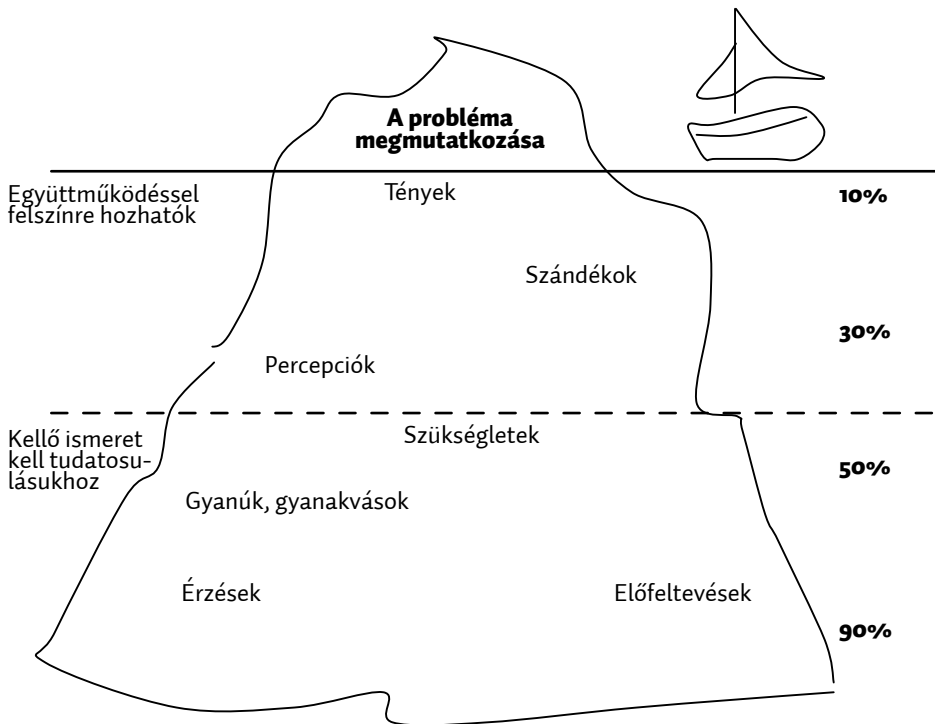 A probléma
megmutatkozása
Együttműködéssel
felszínre hozhatók
Tények
10%
Szándékok
30%
Percepciók
Kellő ismeret
kell tudatosu-
lásukhoz
Szükségletek
50%
Gyanúk, gyanakvások
Érzések
Előfeltevések
90%